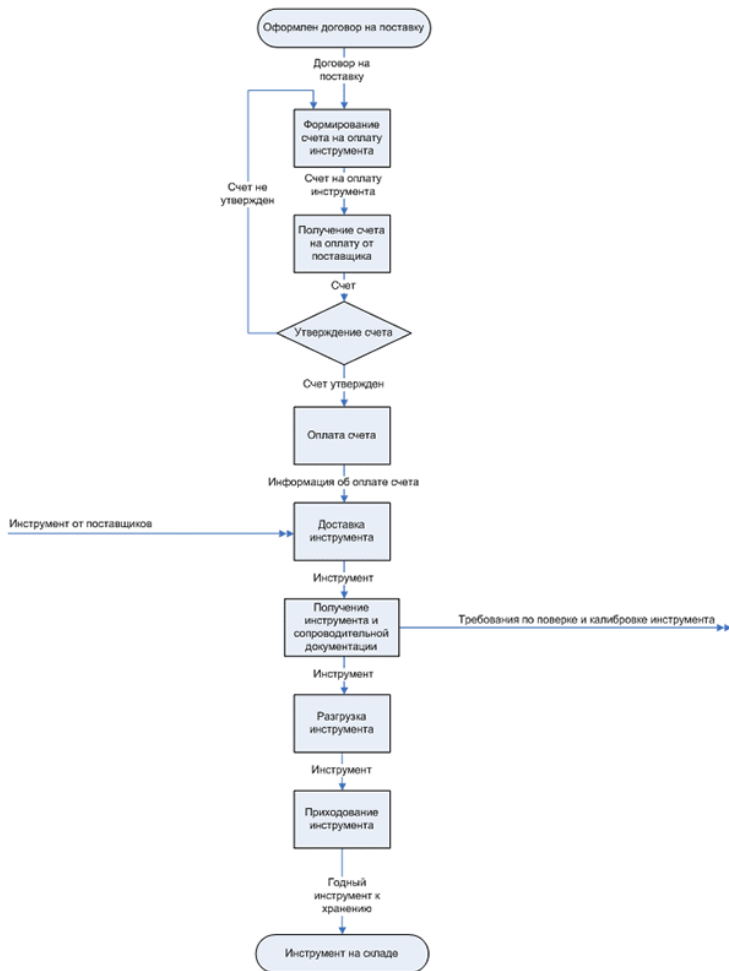 Оформлен договор на поставку
Договор на
поставку
Формирование
счета на оплату
инструмента
Счет на оплату
инструмента
Счет не
утвержден
Получение счета
на оплату от
поставщика
Счет
Утверждение счета
Счет утвержден
Оплата счета
Информация об оплате счета
Инструмент от поставщиков
Доставка
инструмента
Инструмент
Получение
инструмента и
сопроводительной
документации
Требования по поверке и калибровке инструмента
Инструмент
Разгрузка
инструмента
Инструмент
Приходование
инструмента
Годный
инструмент к
хранению
Инструмент на складе